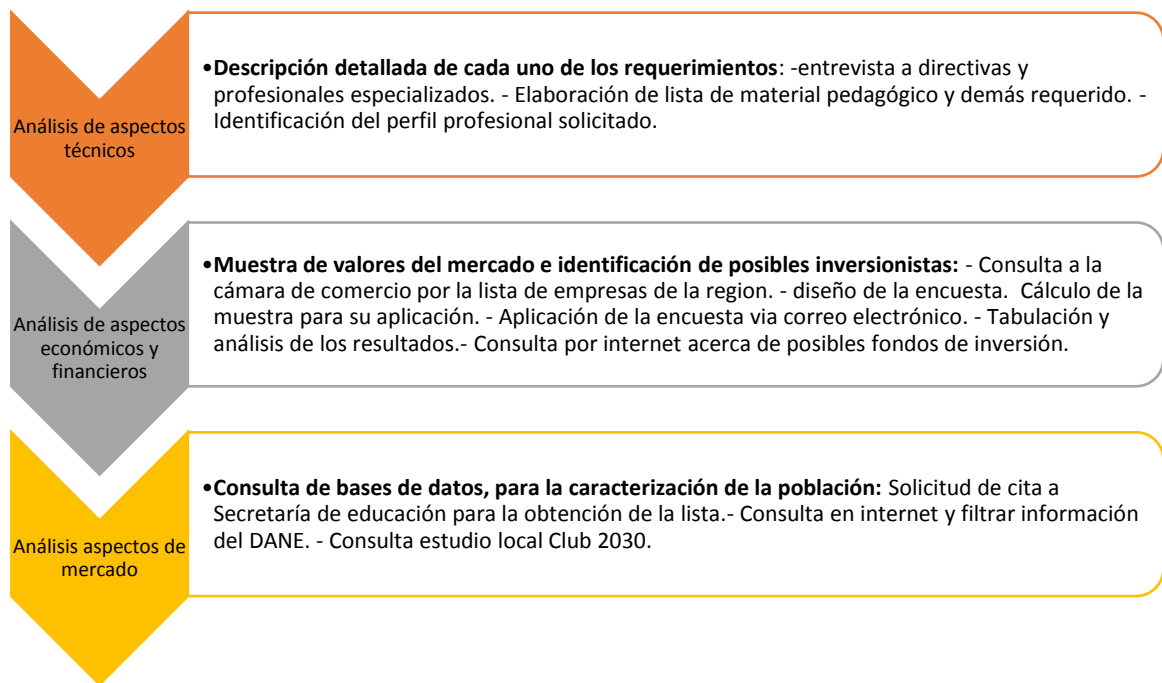 Análisis de aspectos
técnicos
•Descripción detallada de cada uno de los requerimientos: -entrevista a directivas y
profesionales especializados. - Elaboración de lista de material pedagógico y demás requerido. -
Identificación del perfil profesional solicitado.
Análisis de aspectos
económicos y
financieros
•Muestra de valores del mercado e identificación de posibles inversionistas: - Consulta a la
cámara de comercio por la lista de empresas de la region. - diseño de la encuesta.  Cálculo de la
muestra para su aplicación. - Aplicación de la encuesta via correo electrónico. - Tabulación y
análisis de los resultados.- Consulta por internet acerca de posibles fondos de inversión.
Análisis aspectos de
mercado
•Consulta de bases de datos, para la caracterización de la población: Solicitud de cita a
Secretaría de educación para la obtención de la lista.- Consulta en internet y filtrar información
del DANE. - Consulta estudio local Club 2030.